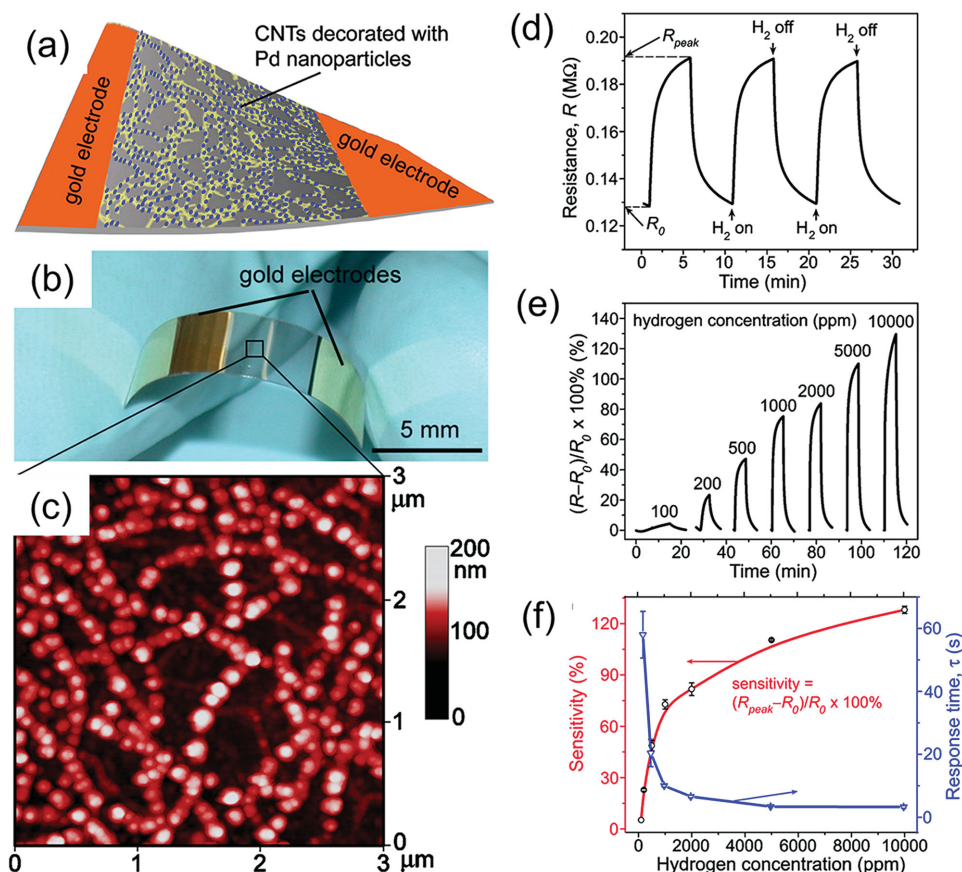 (a)
CNTs decorated with
Pd nanoparticles
gold electrode
gold electrode
(b)
gold electrodes
5 mm
(c)
3
μm
2
1
0
0
1
2
3
μm
200
nm
100
0
(d)
Resistance, R (MΩ)
0.20
0.18
0.16
0.14
0.12
R_peak
R_0
H2 off
H2 off
H2 on
H2 on
0 5 10 15 20 25 30
Time (min)
(e)
(R–R0)/R0 x 100% (%)
140
120
100
80
60
40
20
0
hydrogen concentration (ppm)
100
200
500
1000
2000
5000
10000
0 20 40 60 80 100 120
Time (min)
(f)
Sensitivity (%)
120
90
60
30
0
sensitivity =
(Rpeak–R0)/R0 x 100%
60
40
20
0
Response time, τ (s)
0 2000 4000 6000 8000 10000
Hydrogen concentration (ppm)